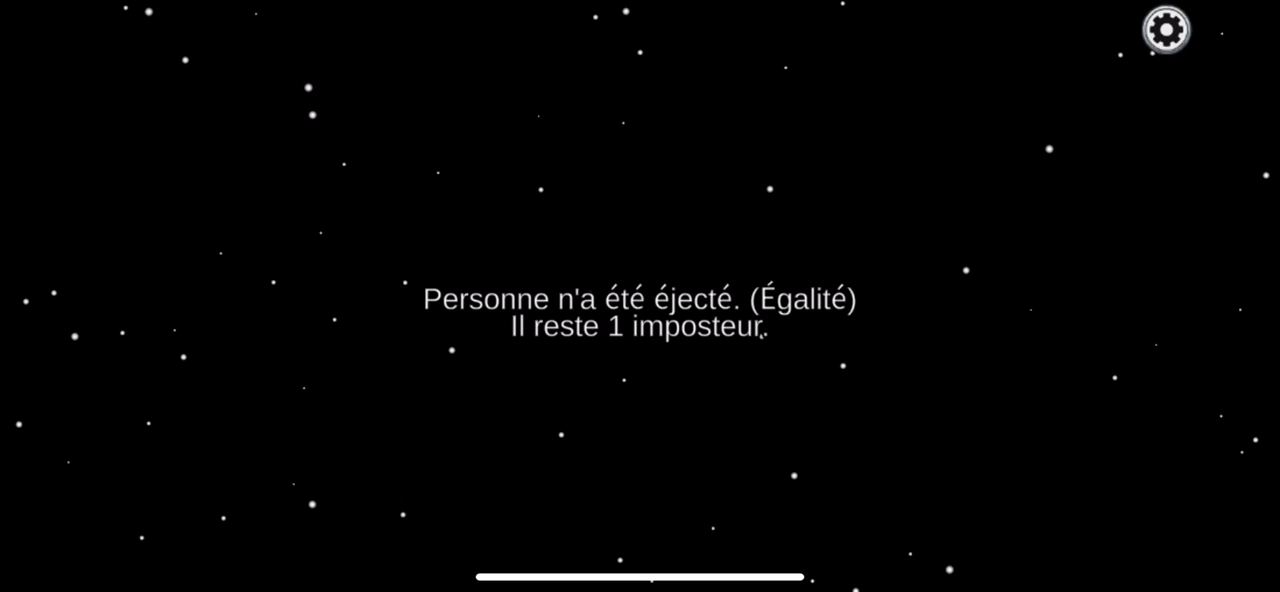 Personne n'a été éjecté. (Égalité)
Il reste 1 imposteur.